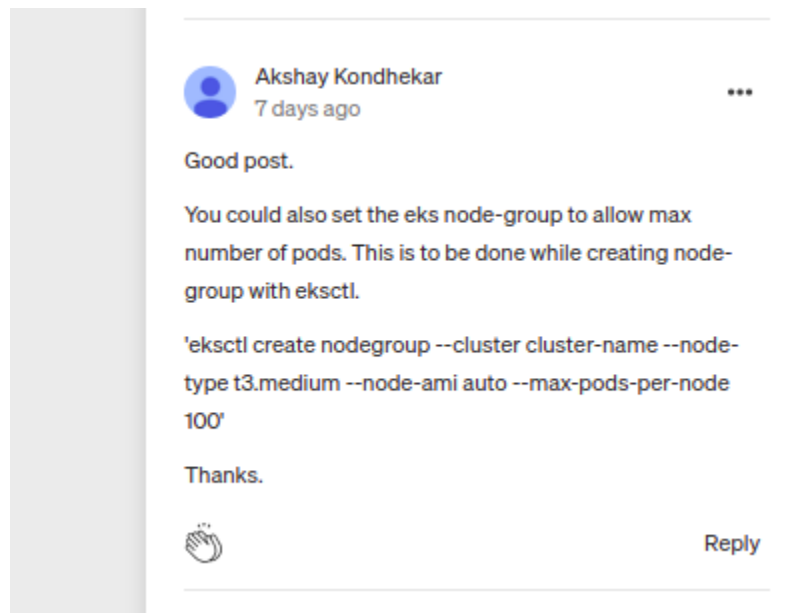 Akshay Kondhekar
7 days ago
Good post.
You could also set the eks node-group to allow max
number of pods. This is to be done while creating node-
group with eksctl.
'eksctl create nodegroup --cluster cluster-name --node-
type t3.medium --node-ami auto --max-pods-per-node
100'
Thanks.
Reply